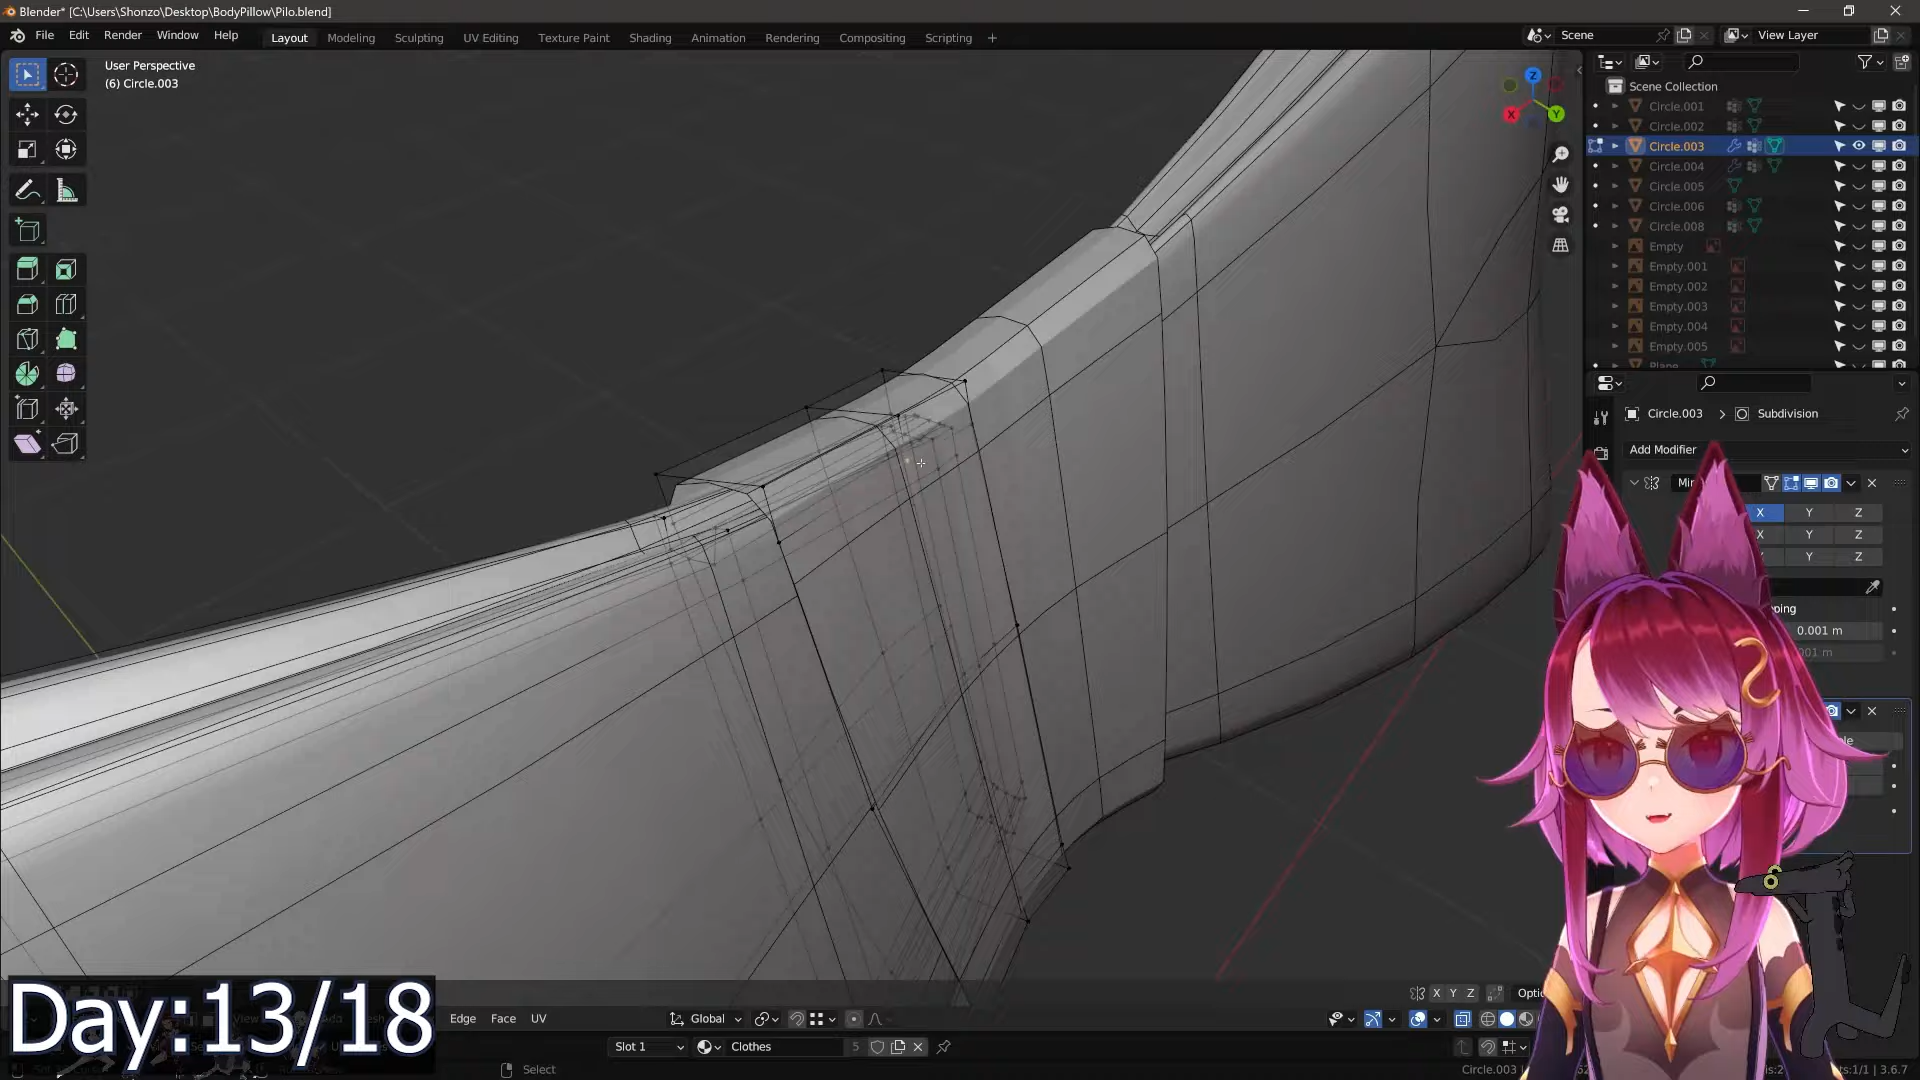 Blender* [C:\Users\Shonzo\Desktop\BodyPillow\Pilo.blend]
File Edit Render Window Help
Layout Modeling Sculpting UV Editing Texture Paint Shading Animation Rendering Compositing Scripting +
Scene
View Layer
User Perspective
(6) Circle.003
Z
X
Y
Scene Collection
Circle.001
Circle.002
Circle.003
Circle.004
Circle.005
Circle.006
Circle.008
Empty
Empty.001
Empty.002
Empty.003
Empty.004
Empty.005
Plane
Circle.003 > Subdivision
Add Modifier
X Y Z
X Y Z
X Y Z
0.001 m
Day:13/18
Edge Face UV
Global
X Y Z
Slot 1
Clothes
5
Select
Circle.003
3.6.7